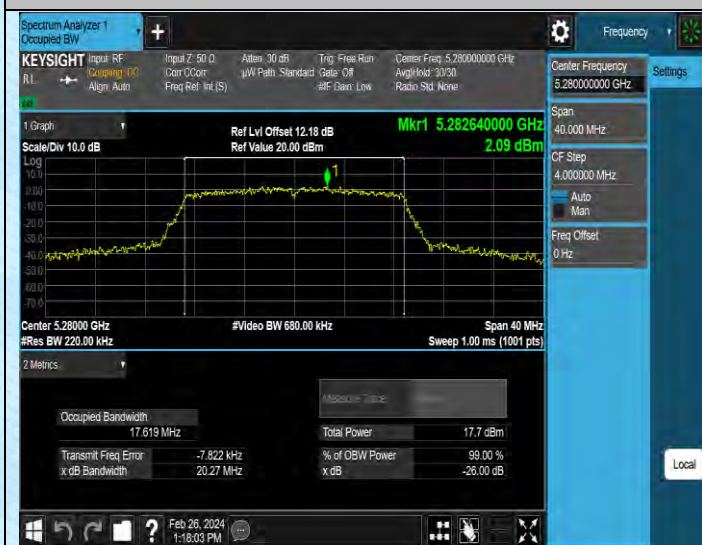 Spectrum Analyzer 1
Occupied BW
Frequency
KEYSIGHT
RL
Input: RF
Coupling: DC
Align: Auto
Input Z: 50 Ω
Corr CCorr
Freq Ref: Int (S)
Atten: 30 dB
µW Path: Standard
Trig: Free Run
Gate: Off
#IF Gain: Low
Center Freq: 5.280000000 GHz
Avg|Hold: 30/30
Radio Std: None
Center Frequency
5.280000000 GHz
Settings
Span
40.000 MHz
CF Step
4.000000 MHz
Auto
Man
Freq Offset
0 Hz
1 Graph
Scale/Div 10.0 dB
Ref Lvl Offset 12.18 dB
Ref Value 20.00 dBm
Mkr1 5.282640000 GHz
2.09 dBm
Log
10.0
0.00
-10.0
-20.0
-30.0
-40.0
-50.0
-60.0
-70.0
1
Center 5.28000 GHz
#Res BW 220.00 kHz
#Video BW 680.00 kHz
Span 40 MHz
Sweep 1.00 ms (1001 pts)
2 Metrics
Measure Trace
Occupied Bandwidth
17.619 MHz
Total Power 17.7 dBm
Transmit Freq Error -7.822 kHz
% of OBW Power 99.00 %
x dB Bandwidth 20.27 MHz
x dB -26.00 dB
Local
Feb 26, 2024
1:18:03 PM